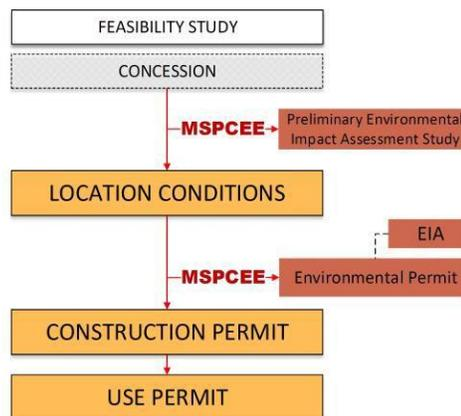 FEASIBILITY STUDY
CONCESSION
MSPCEE
Preliminary Environmental
Impact Assessment Study
LOCATION CONDITIONS
EIA
MSPCEE
Environmental Permit
CONSTRUCTION PERMIT
USE PERMIT